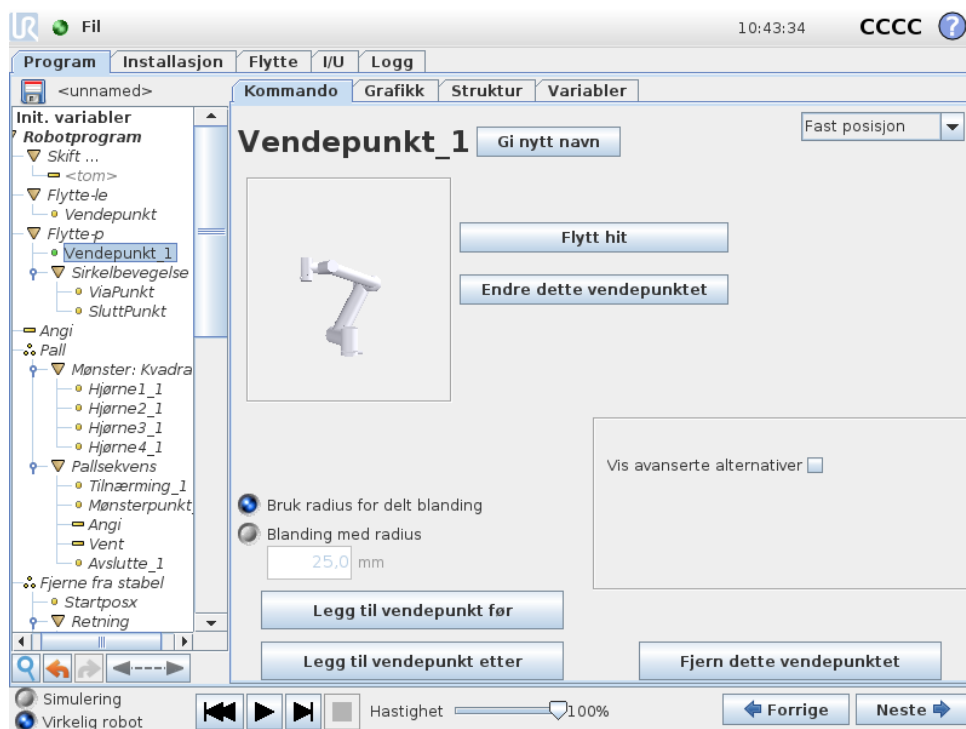 UR Fil 10:43:34 CCCC ?
Program Installasjon Flytte I/U Logg
<unnamed>
Kommando Grafikk Struktur Variabler
Init. variabler
Robotprogram
Skift ...
<tom>
Flytte-le
Vendepunkt
Flytte-p
Vendepunkt_1
Sirkelbevegelse
ViaPunkt
SluttPunkt
Angi
Pall
Mønster: Kvadra
Hjørne1_1
Hjørne2_1
Hjørne3_1
Hjørne4_1
Pallsekvens
Tilnærming_1
Mønsterpunkt_
Angi
Vent
Avslutte_1
Fjerne fra stabel
Startposx
Retning
Vendepunkt_1 Gi nytt navn Fast posisjon
Flytt hit
Endre dette vendepunktet
Vis avanserte alternativer
Bruk radius for delt blanding
Blanding med radius
25,0 mm
Legg til vendepunkt før
Legg til vendepunkt etter Fjern dette vendepunktet
Simulering
Virkelig robot
Hastighet 100% Forrige Neste